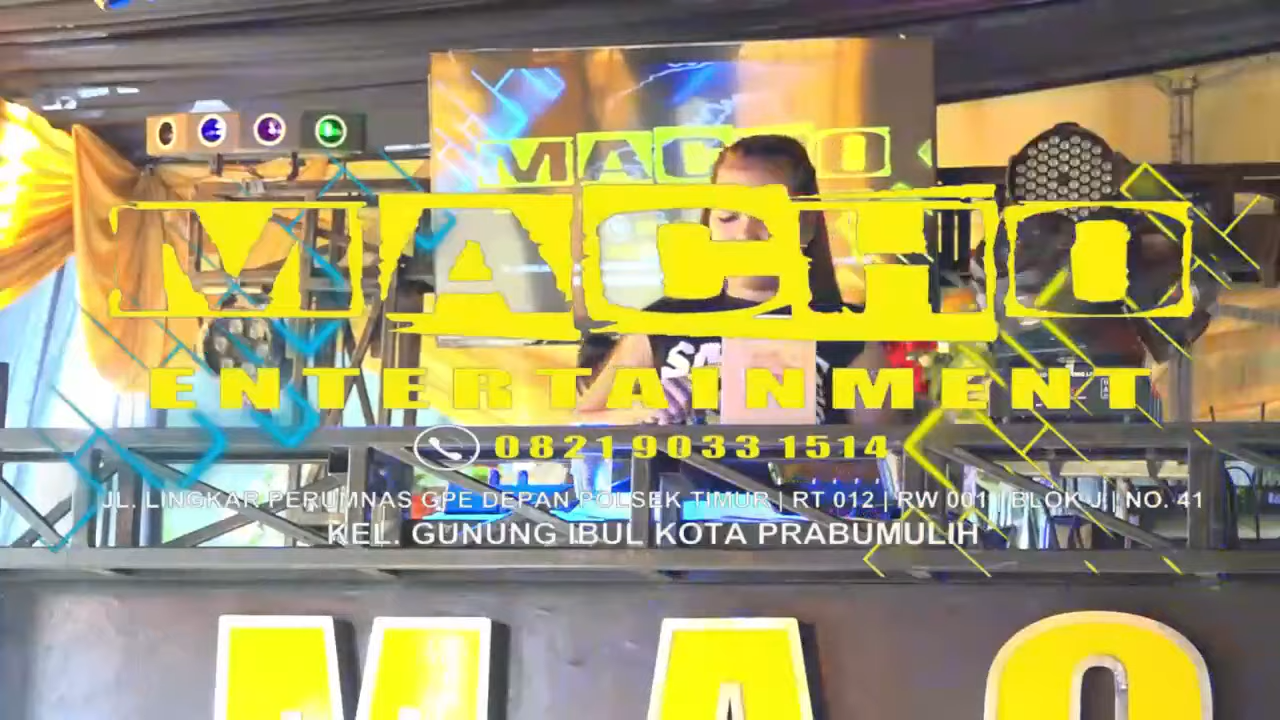 MACHO
MACHO
ENTERTAINMENT
0821 9033 1514
JL. LINGKAR PERUMNAS GPE DEPAN POLSEK TIMUR | RT 012 | RW 001 | BLOK J | NO. 41
KEL. GUNUNG IBUL KOTA PRABUMULIH
M A O